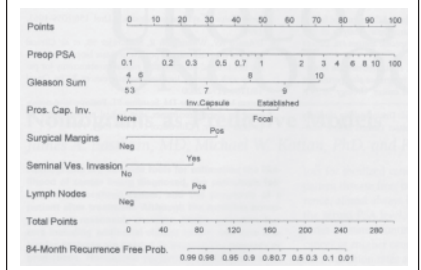 Points 0 10 20 30 40 50 60 70 80 90 100
Preop PSA
0.1 0.2 0.3 0.5 0.7 1 2 3 4 6 8 10 100
Gleason Sum 4 6 8 10
5 3 7 9
Pros. Cap. Inv. Inv.Capsule Established
None Focal
Surgical Margins Pos
Neg
Seminal Ves. Invasion Yes
No
Lymph Nodes Pos
Neg
Total Points
0 40 80 120 160 200 240 280
84-Month Recurrence Free Prob.
0.99 0.98 0.95 0.9 0.8 0.7 0.5 0.3 0.1 0.01